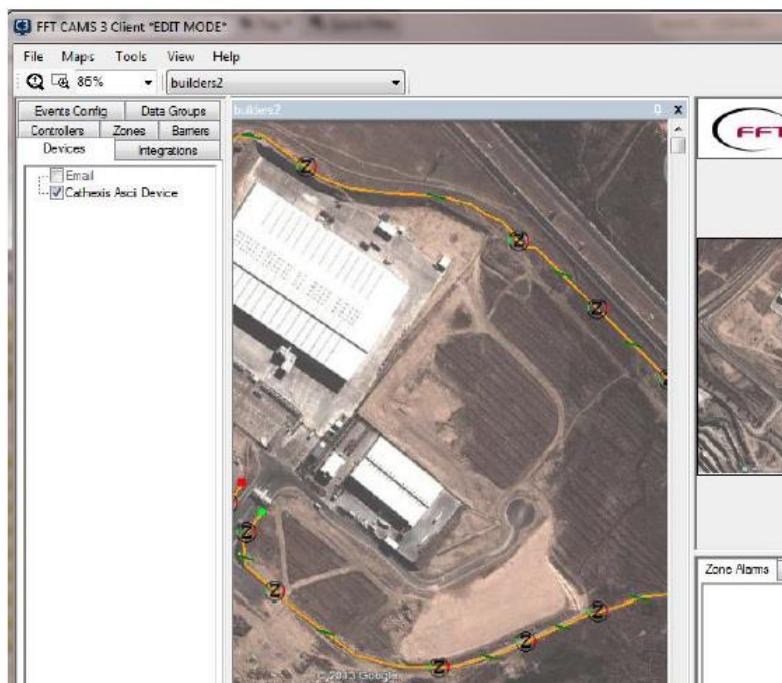 FFT CAMS 3 Client *EDIT MODE*
File Maps Tools View Help
86% builders2
Events Config Data Groups
Controllers Zones Barriers
Devices Integrations
Email
Cathexis Ascii Device
builders2
X
Z
Z
Z
Z
Z
Z
Z
Z
© 2013 Google
FFT
Zone Alarms